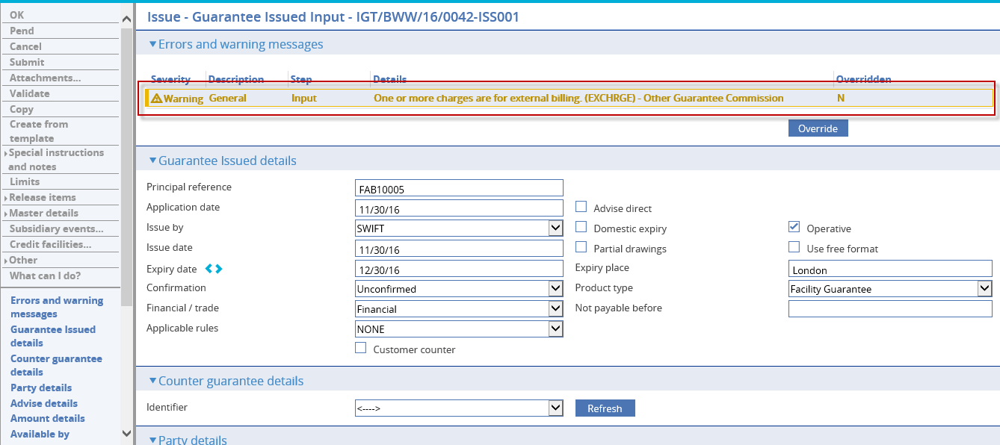 OK
Pend
Cancel
Submit
Attachments...
Validate
Copy
Create from
template
Special instructions
and notes
Limits
Release items
Master details
Subsidiary events...
Credit facilities...
Other
What can I do?
Errors and warning
messages
Guarantee Issued
details
Counter guarantee
details
Party details
Advise details
Amount details
Available by
Issue - Guarantee Issued Input - IGT/BWW/16/0042-ISS001
Errors and warning messages
Severity Description Step Details Overridden
Warning General Input One or more charges are for external billing. (EXCHRGE) - Other Guarantee Commission N
Override
Guarantee Issued details
Principal reference FAB10005
Application date 11/30/16 Advise direct
Issue by SWIFT Domestic expiry Operative
Issue date 11/30/16 Partial drawings Use free format
Expiry date 12/30/16 Expiry place London
Confirmation Unconfirmed Product type Facility Guarantee
Financial / trade Financial Not payable before
Applicable rules NONE
Customer counter
Counter guarantee details
Identifier <----> Refresh
Party details